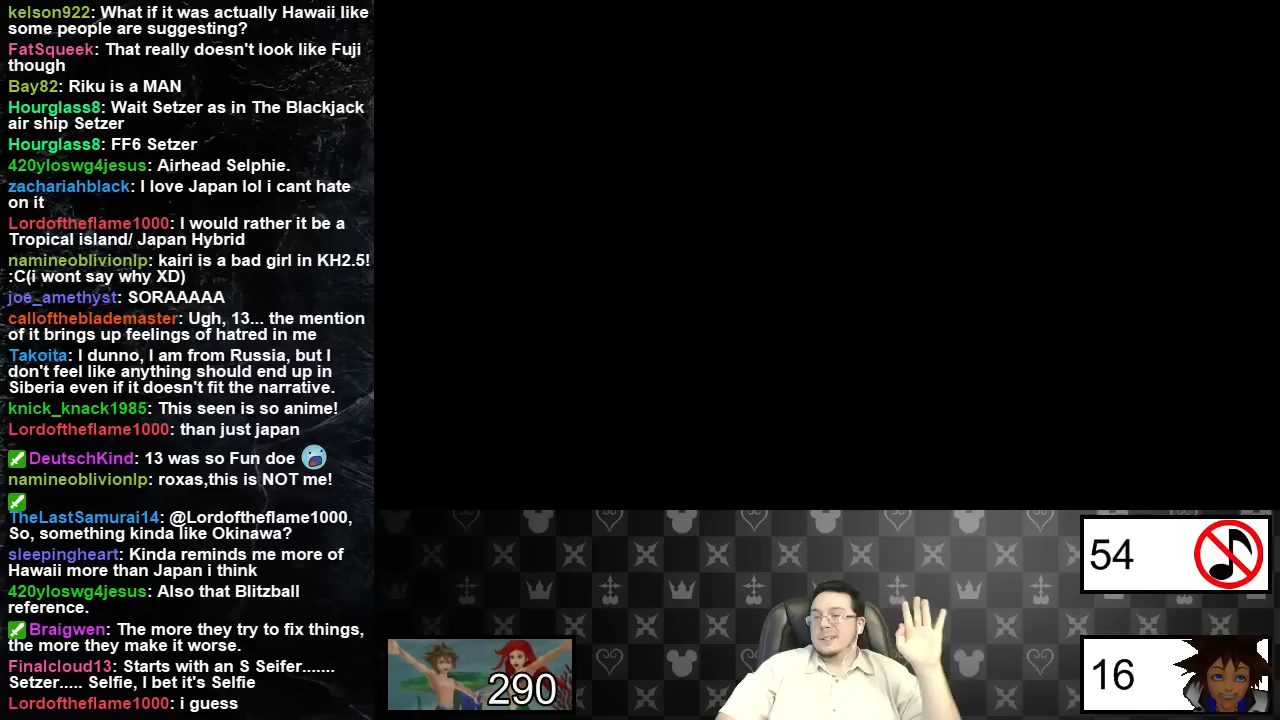 kelson922: What if it was actually Hawaii like
some people are suggesting?
FatSqueek: That really doesn't look like Fuji
though
Bay82: Riku is a MAN
Hourglass8: Wait Setzer as in The Blackjack
air ship Setzer
Hourglass8: FF6 Setzer
420yloswg4jesus: Airhead Selphie.
zachariahblack: I love Japan lol i cant hate
on it
Lordoftheflame1000: I would rather it be a
Tropical island/ Japan Hybrid
namineoblivionlp: kairi is a bad girl in KH2.5!
:C(i wont say why XD)
joe_amethyst: SORAAAAA
calloftheblademaster: Ugh, 13... the mention
of it brings up feelings of hatred in me
Takoita: I dunno, I am from Russia, but I
don't feel like anything should end up in
Siberia even if it doesn't fit the narrative.
knick_knack1985: This seen is so anime!
Lordoftheflame1000: than just japan
DeutschKind: 13 was so Fun doe
namineoblivionlp: roxas,this is NOT me!
TheLastSamurai14: @Lordoftheflame1000,
So, something kinda like Okinawa?
sleepingheart: Kinda reminds me more of
Hawaii more than Japan i think
420yloswg4jesus: Also that Blitzball
reference.
Braigwen: The more they try to fix things,
the more they make it worse.
Finalcloud13: Starts with an S Seifer.......
Setzer..... Selfie, I bet it's Selfie
Lordoftheflame1000: i guess
54
290
16